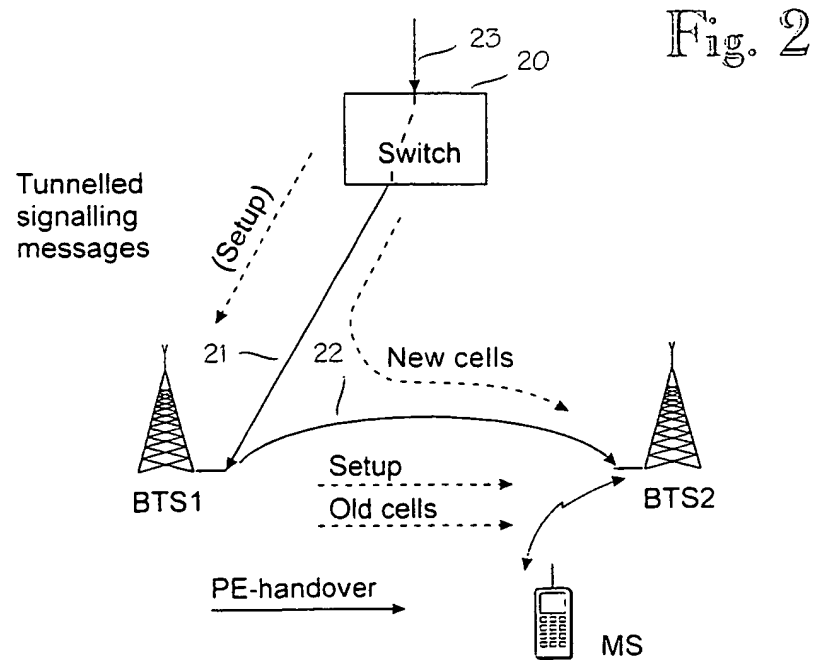 Fig. 2
23
20
Switch
Tunnelled
signalling
messages
(Setup)
21
22
New cells
Setup
Old cells
BTS1
BTS2
PE-handover
MS